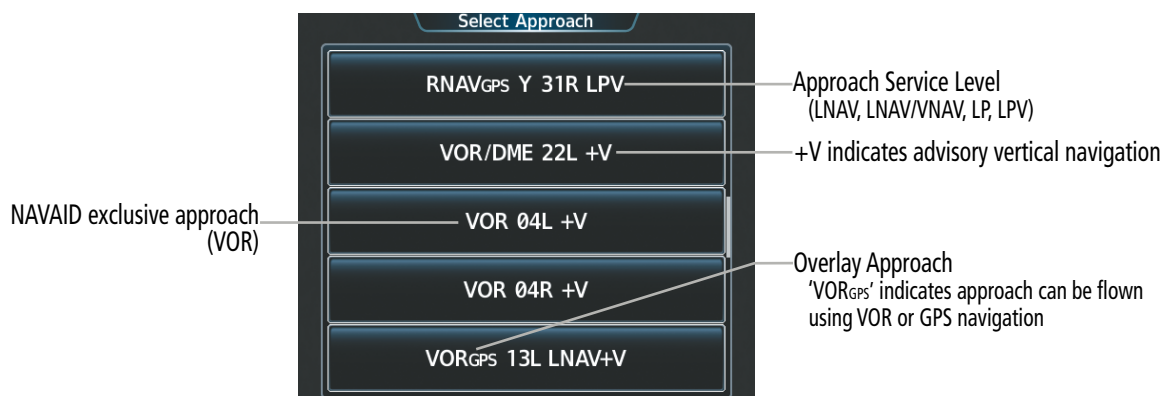 Select Approach
RNAVGPS Y 31R LPV
Approach Service Level
(LNAV, LNAV/VNAV, LP, LPV)
VOR/DME 22L +V
+V indicates advisory vertical navigation
NAVAID exclusive approach
(VOR)
VOR 04L +V
VOR 04R +V
Overlay Approach
'VORGPS' indicates approach can be flown
using VOR or GPS navigation
VORGPS 13L LNAV+V